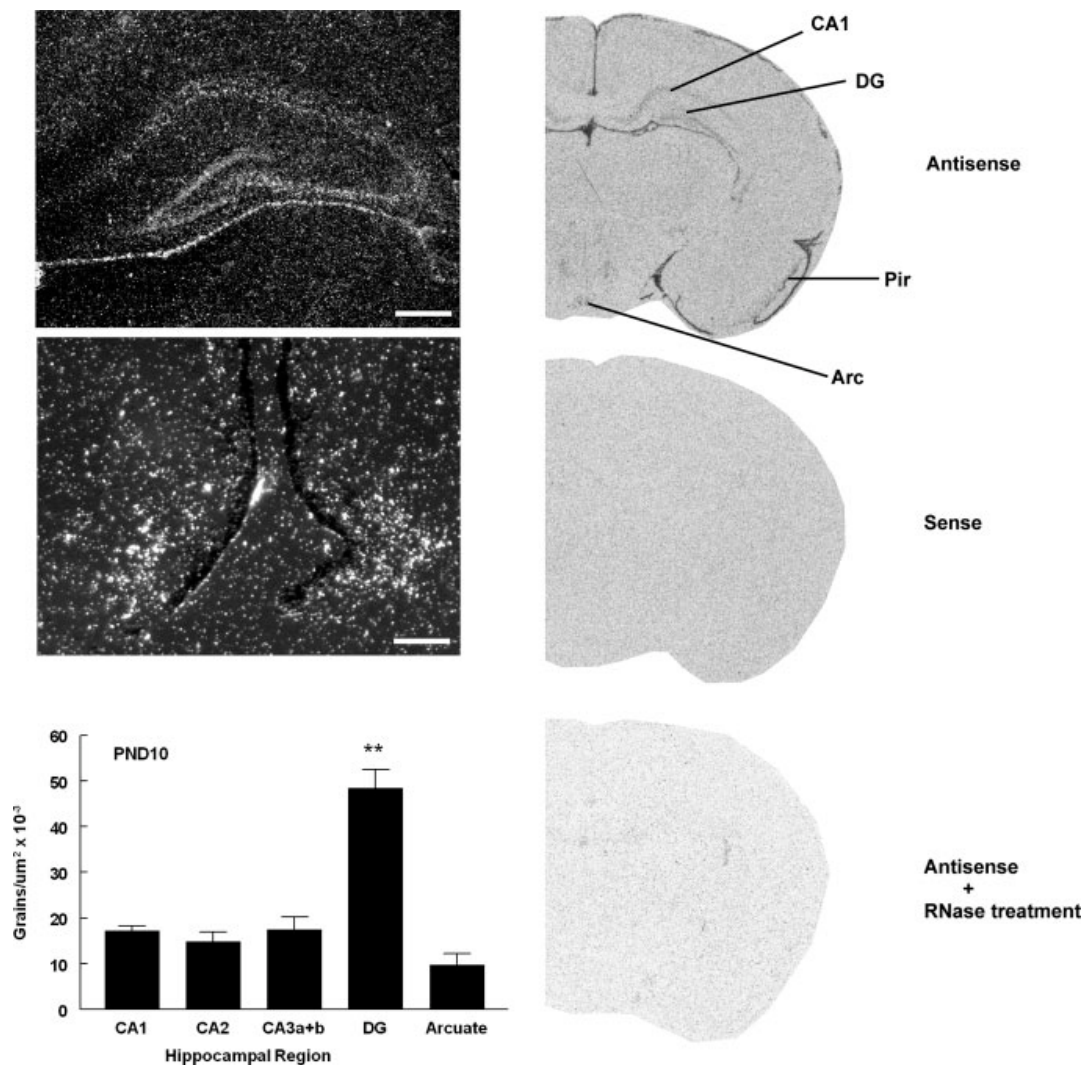 CA1
DG
Antisense
Pir
Arc
Sense
60
50
40
30
20
10
0
PND10
**
Grains/um² x 10⁻³
CA1 CA2 CA3a+b DG Arcuate
Hippocampal Region
Antisense
+
RNase treatment